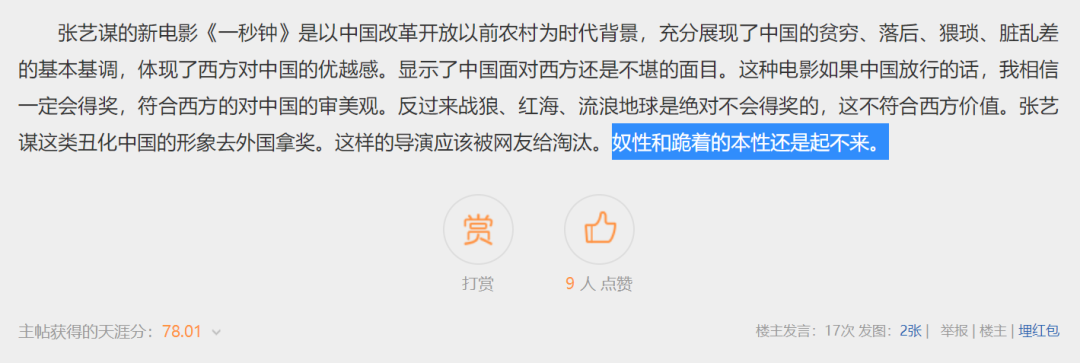 张艺谋的新电影《一秒钟》是以中国改革开放以前农村为时代背景，充分展现了中国的贫穷、落后、猥琐、脏乱差
的基本基调，体现了西方对中国的优越感。显示了中国面对西方还是不堪的面目。这种电影如果中国放行的话，我相信
一定会得奖，符合西方的对中国的审美观。反过来战狼、红海、流浪地球是绝对不会得奖的，这不符合西方价值。张艺
谋这类丑化中国的形象去外国拿奖。这样的导演应该被网友给淘汰。奴性和跪着的本性还是起不来。
赏
打赏
9 人 点赞
主帖获得的天涯分：78.01
楼主发言：17次 发图：2张 | 举报 | 楼主 | 埋红包